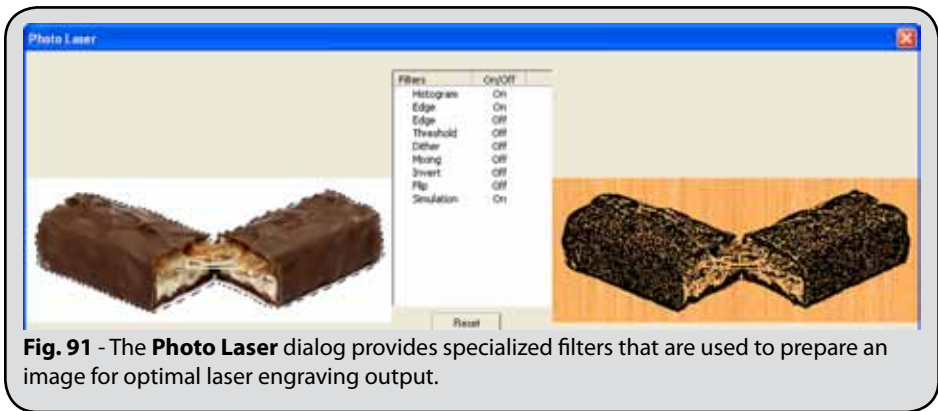 Photo Laser
Filters On/Off
Histogram On
Edge On
Edge Off
Threshold Off
Dither Off
Mixing Off
Invert Off
Flip Off
Simulation On
Reset
Fig. 91 - The Photo Laser dialog provides specialized filters that are used to prepare an
image for optimal laser engraving output.